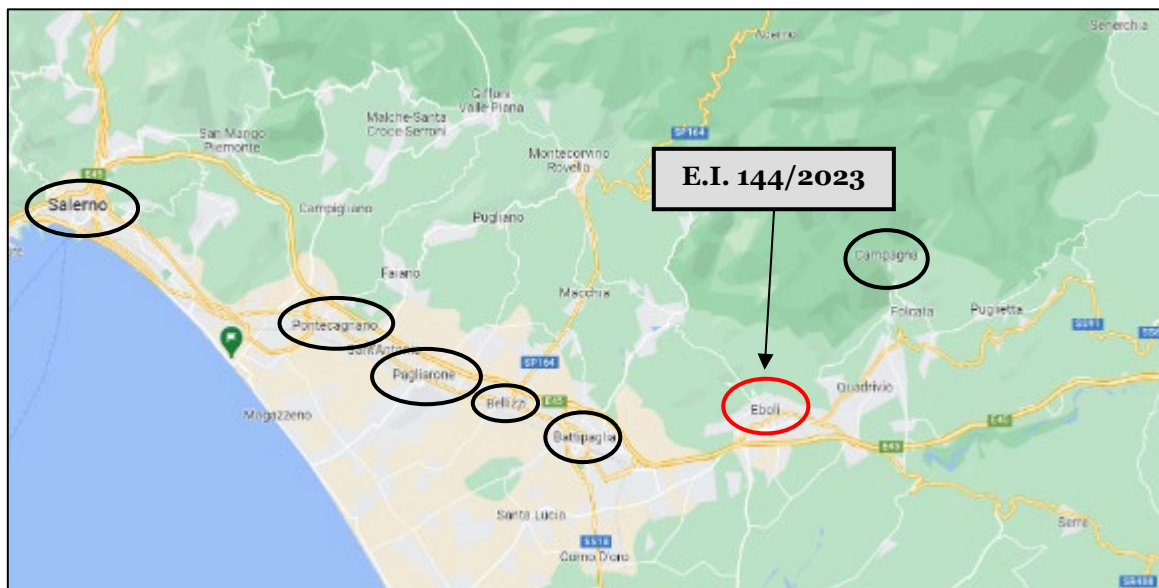 Senerchia
Acerno
Giffoni
Valle Piana
Malche-Santa
Croce-Serroni
San Mango
Piemonte
SP164
Montecorvino
Rovella
E.I. 144/2023
E45
Salerno
Campigliano
Pugliano
Campagna
Faiano
Macchia
Folcata
Puglietta
SS91
Pontecagnano
Sant'Antonio
SP164
Pagliarone
Quadrivio
Bellizzi
E45
Eboli
Magazzeno
Battipaglia
E45
E45
Santa Lucia
Serre
SS18
Corno D'oro
SR488